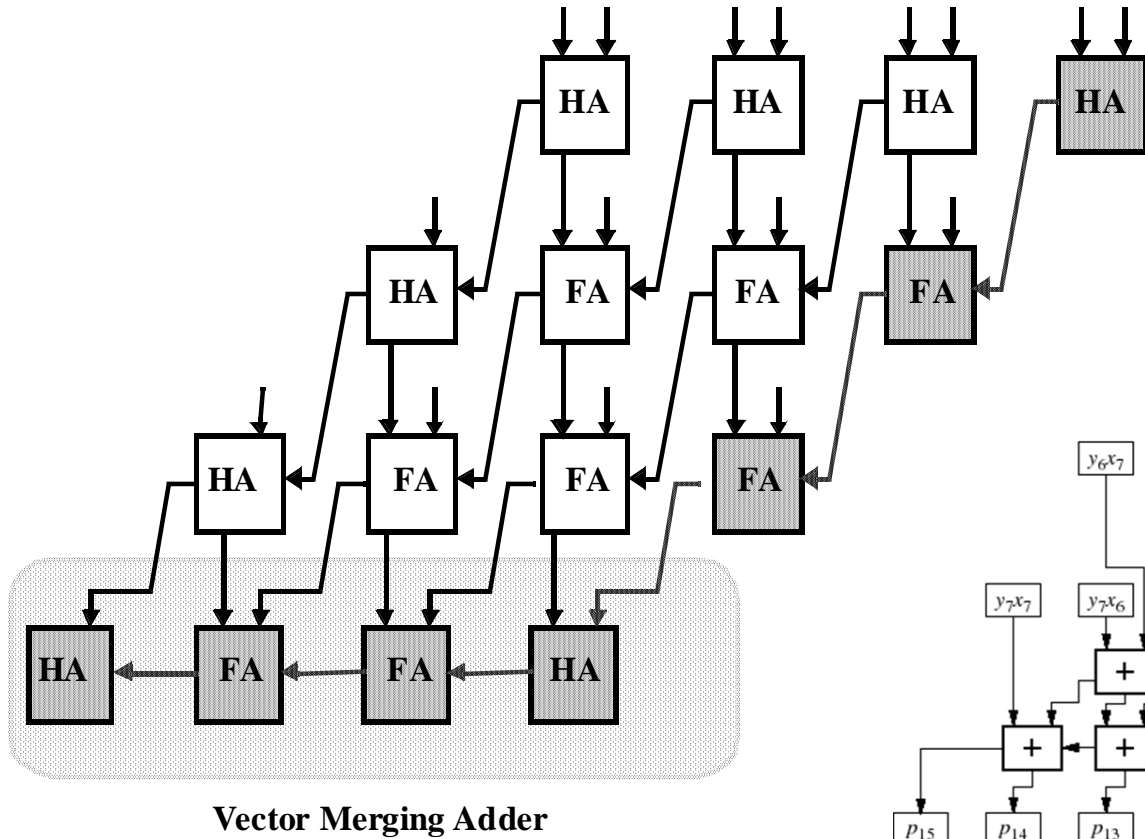 HA HA HA HA
HA FA FA FA
HA FA FA FA
y6x7
y7x7 y7x6
HA FA FA HA
+
+ +
Vector Merging Adder
p15 p14 p13